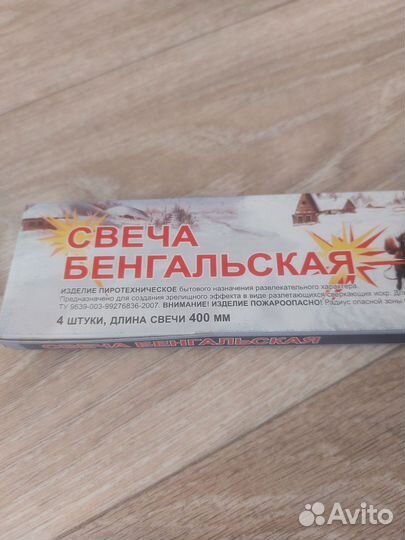 СВЕЧА
БЕНГАЛЬСКАЯ
ИЗДЕЛИЕ ПИРОТЕХНИЧЕСКОЕ бытового назначения развлекательного характера.
Предназначено для создания зрелищного эффекта в виде разлетающихся сверкающих искр.
ТУ 9639-003-99276836-2007. ВНИМАНИЕ! ИЗДЕЛИЕ ПОЖАРООПАСНО! Радиус опасной зоны
4 ШТУКИ, ДЛИНА СВЕЧИ 400 ММ
СВЕЧА БЕНГАЛЬСКАЯ
Avito